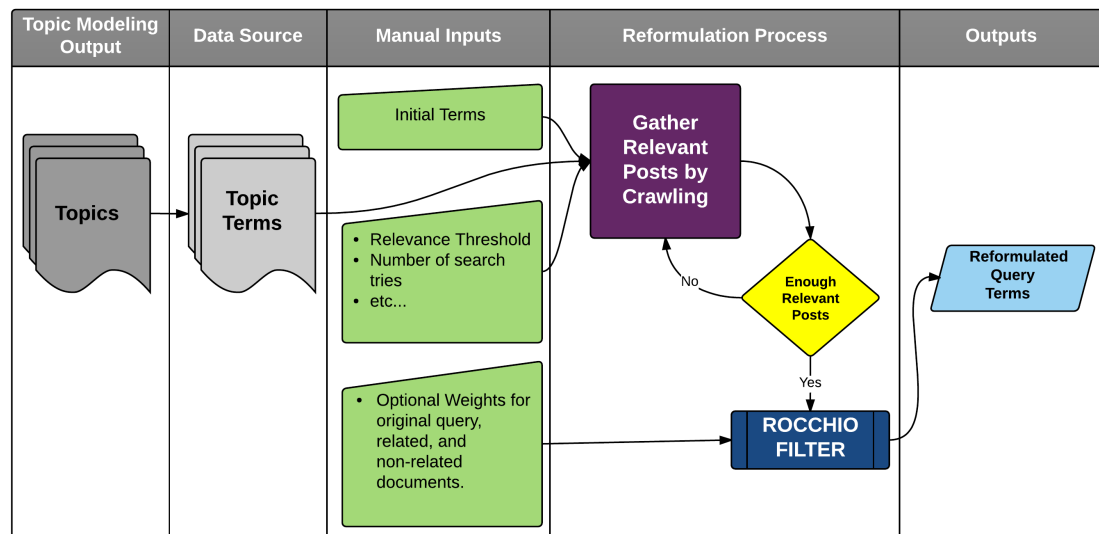 Topic Modeling
Output
Data Source
Manual Inputs
Reformulation Process
Outputs
Topics
Topic
Terms
Initial Terms
• Relevance Threshold
• Number of search
tries
• etc...
• Optional Weights for
original query,
related, and
non-related
documents.
Gather
Relevant
Posts by
Crawling
No
Enough
Relevant
Posts
Yes
ROCCHIO
FILTER
Reformulated
Query
Terms